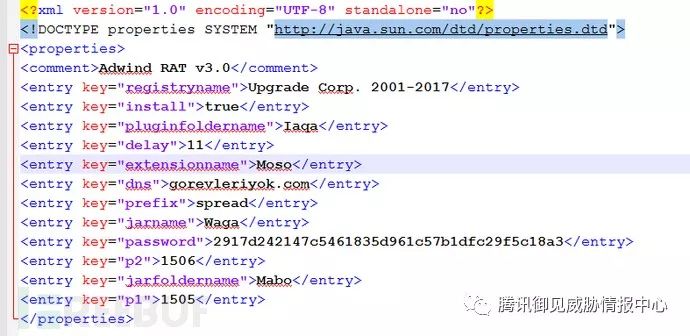 <?xml version="1.0" encoding="UTF-8" standalone="no"?>
<!DOCTYPE properties SYSTEM "http://java.sun.com/dtd/properties.dtd">
<properties>
<comment>Adwind RAT v3.0</comment>
<entry key="registryname">Upgrade Corp. 2001-2017</entry>
<entry key="install">true</entry>
<entry key="pluginfoldername">Iaqa</entry>
<entry key="delay">11</entry>
<entry key="extensionname">Moso</entry>
<entry key="dns">gorevleriyok.com</entry>
<entry key="prefix">spread</entry>
<entry key="jarname">Waga</entry>
<entry key="password">2917d242147c5461835d961c57b1dfc29f5c18a3</entry>
<entry key="p2">1506</entry>
<entry key="jarfoldername">Mabo</entry>
<entry key="p1">1505</entry>
</properties>
腾讯御见威胁情报中心